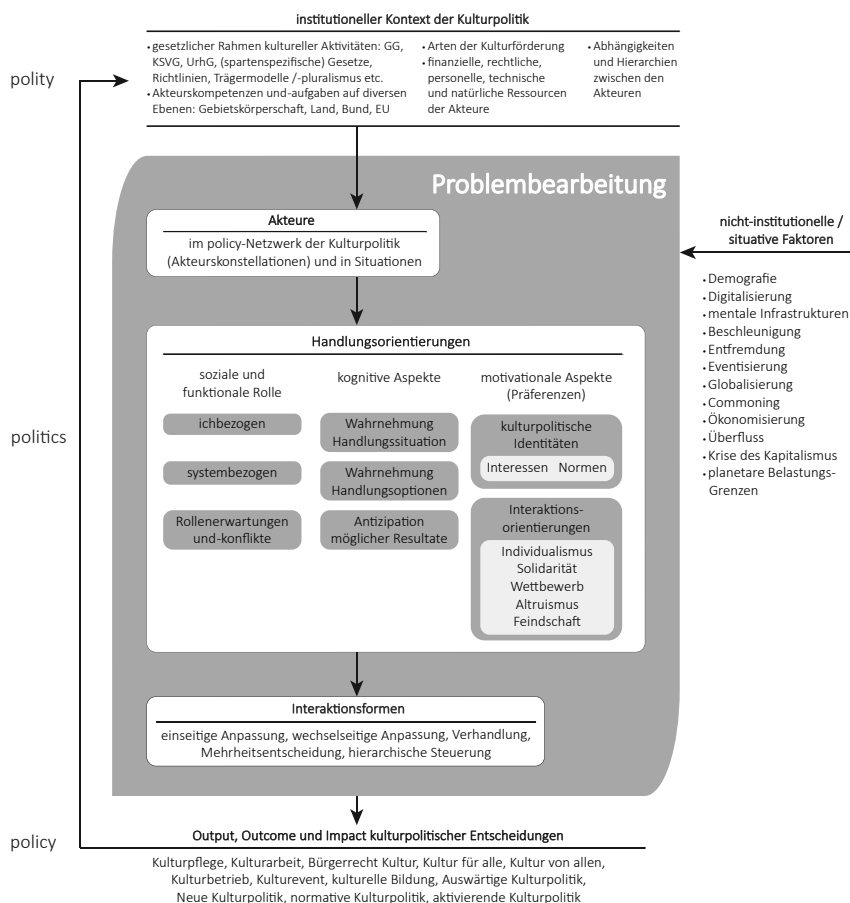 institutioneller Kontext der Kulturpolitik
polity
• gesetzlicher Rahmen kultureller Aktivitäten: GG,
KSVG, UrhG, (spartenspezifische) Gesetze,
Richtlinien, Trägermodelle /-pluralismus etc.
• Akteurskompetenzen und-aufgaben auf diversen
Ebenen: Gebietskörperschaft, Land, Bund, EU
• Arten der Kulturförderung
• finanzielle, rechtliche,
personelle, technische
und natürliche Ressourcen
der Akteure
• Abhängigkeiten
und Hierarchien
zwischen den
Akteuren
Problembearbeitung
Akteure
im policy-Netzwerk der Kulturpolitik
(Akteurskonstellationen) und in Situationen
nicht-institutionelle /
situative Faktoren
• Demografie
• Digitalisierung
• mentale Infrastrukturen
• Beschleunigung
• Entfremdung
• Eventisierung
• Globalisierung
• Commoning
• Ökonomisierung
• Überfluss
• Krise des Kapitalismus
• planetare Belastungs-
Grenzen
politics
Handlungsorientierungen
soziale und
funktionale Rolle
ichbezogen
systembezogen
Rollenerwartungen
und-konflikte
kognitive Aspekte
Wahrnehmung
Handlungssituation
Wahrnehmung
Handlungsoptionen
Antizipation
möglicher Resultate
motivationale Aspekte
(Präferenzen)
kulturpolitische
Identitäten
Interessen Normen
Interaktions-
orientierungen
Individualismus
Solidarität
Wettbewerb
Altruismus
Feindschaft
Interaktionsformen
einseitige Anpassung, wechselseitige Anpassung, Verhandlung,
Mehrheitsentscheidung, hierarchische Steuerung
policy
Output, Outcome und Impact kulturpolitischer Entscheidungen
Kulturpflege, Kulturarbeit, Bürgerrecht Kultur, Kultur für alle, Kultur von allen,
Kulturbetrieb, Kulturevent, kulturelle Bildung, Auswärtige Kulturpolitik,
Neue Kulturpolitik, normative Kulturpolitik, aktivierende Kulturpolitik